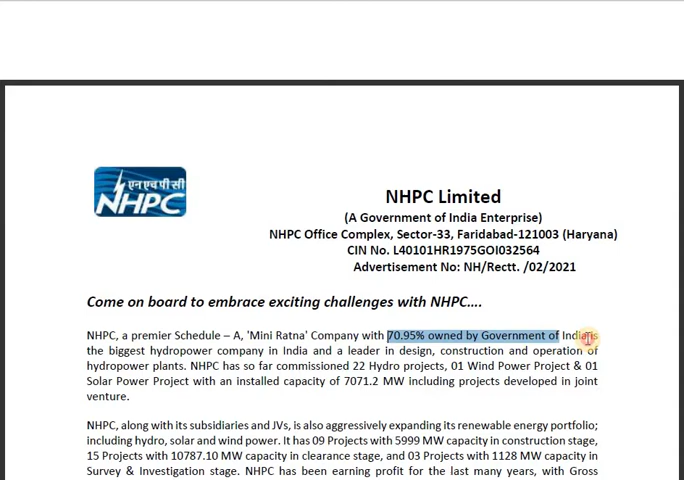 एन एच पी सी
NHPC
NHPC Limited
(A Government of India Enterprise)
NHPC Office Complex, Sector-33, Faridabad-121003 (Haryana)
CIN No. L40101HR1975GOI032564
Advertisement No: NH/Rectt. /02/2021
Come on board to embrace exciting challenges with NHPC....
NHPC, a premier Schedule – A, 'Mini Ratna' Company with 70.95% owned by Government of India is
the biggest hydropower company in India and a leader in design, construction and operation of
hydropower plants. NHPC has so far commissioned 22 Hydro projects, 01 Wind Power Project & 01
Solar Power Project with an installed capacity of 7071.2 MW including projects developed in joint
venture.
NHPC, along with its subsidiaries and JVs, is also aggressively expanding its renewable energy portfolio;
including hydro, solar and wind power. It has 09 Projects with 5999 MW capacity in construction stage,
15 Projects with 10787.10 MW capacity in clearance stage, and 03 Projects with 1128 MW capacity in
Survey & Investigation stage. NHPC has been earning profit for the last many years, with Gross